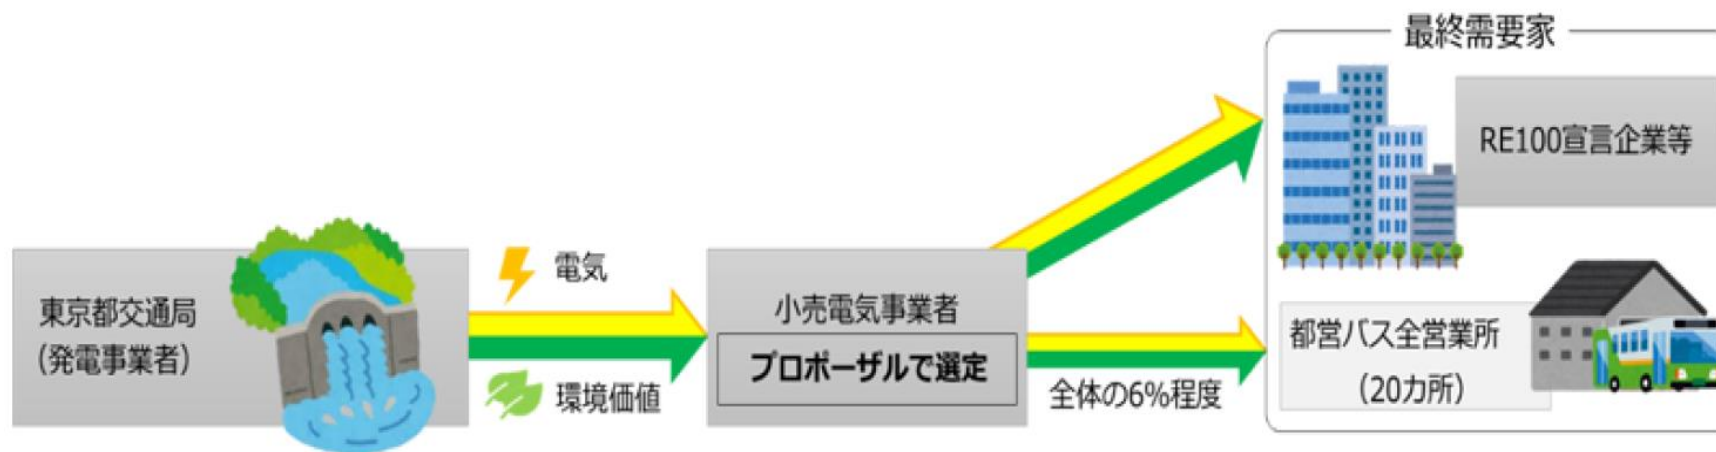 最終需要家
RE100宣言企業等
東京都交通局
(発電事業者)
電気
環境価値
小売電気事業者
プロポーザルで選定
全体の6%程度
都営バス全営業所
(20カ所)